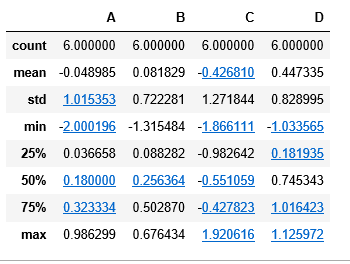 A B C D
count 6.000000 6.000000 6.000000 6.000000
mean -0.048985 0.081829 -0.426810 0.447335
std 1.015353 0.722281 1.271844 0.828995
min -2.000196 -1.315484 -1.866111 -1.033565
25% 0.036658 0.088282 -0.982642 0.181935
50% 0.180000 0.256364 -0.551059 0.745343
75% 0.323334 0.502870 -0.427823 1.016423
max 0.986299 0.676434 1.920616 1.125972